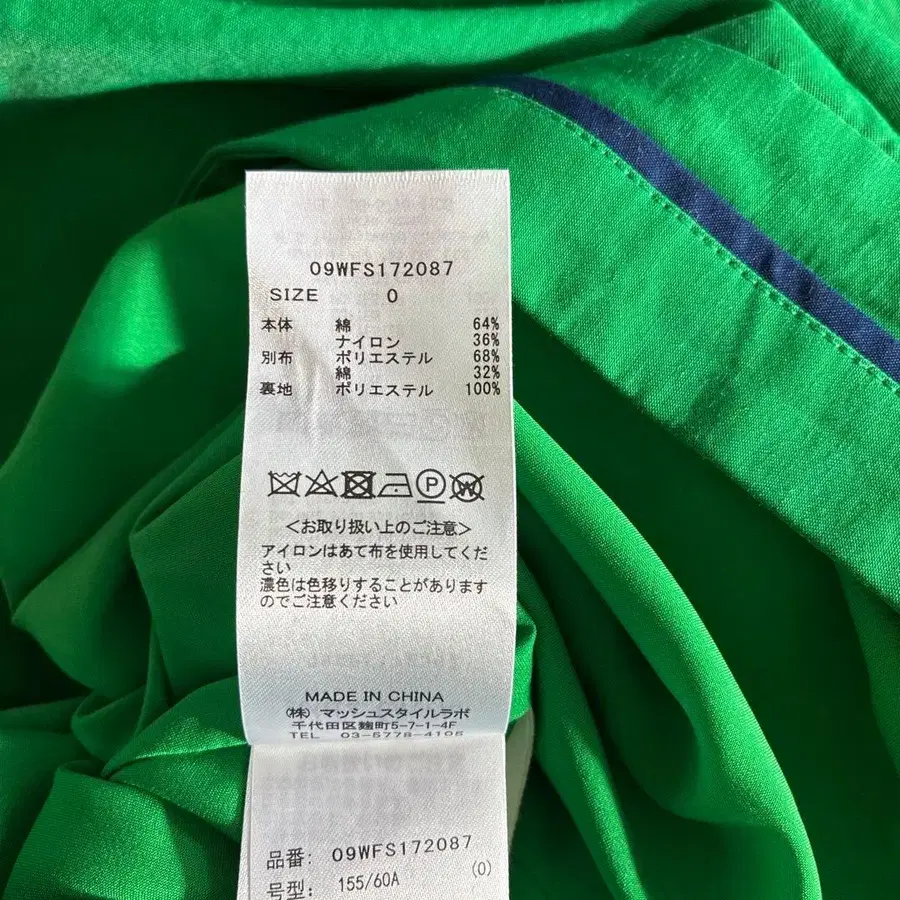 09WFS172087
SIZE 0
本体 綿 64%
ナイロン 36%
別布 ポリエステル 68%
綿 32%
裏地 ポリエステル 100%
P W
<お取り扱い上のご注意>
アイロンはあて布を使用してくだ
さい
濃色は色移りすることがあります
のでご注意ください
MADE IN CHINA
(株) マッシュスタイルラボ
千代田区麹町5-7-1-4F
TEL 03-5778-4105
品番: 09WFS172087
号型: 155/60A (0)